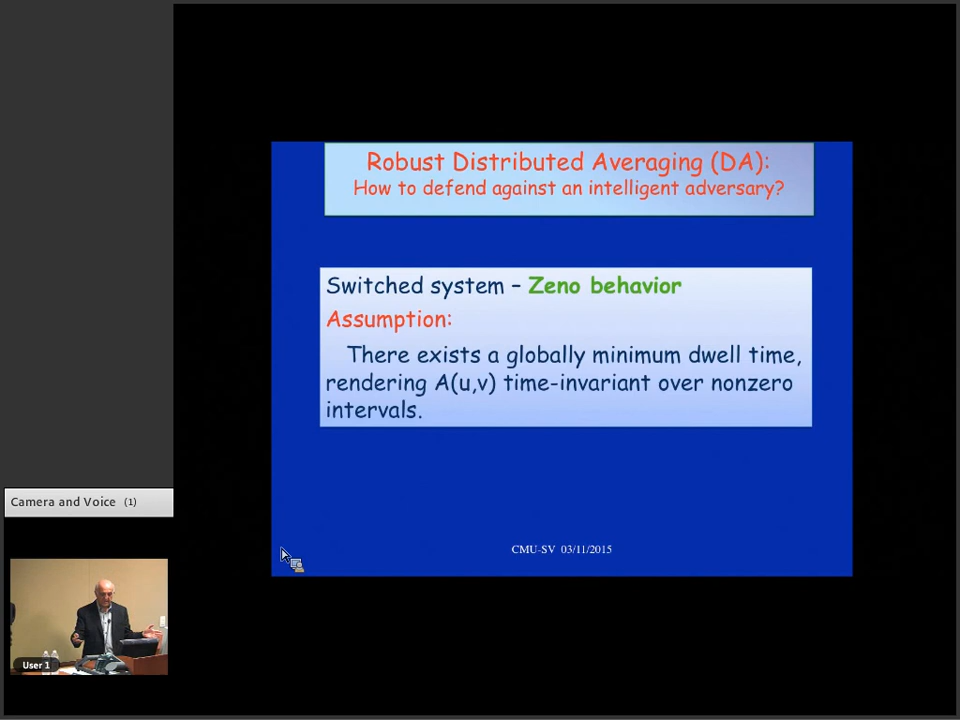 Robust Distributed Averaging (DA):
How to defend against an intelligent adversary?
Switched system – Zeno behavior
Assumption:
There exists a globally minimum dwell time,
rendering A(u,v) time-invariant over nonzero
intervals.
CMU-SV 03/11/2015
Camera and Voice (1)
User 1